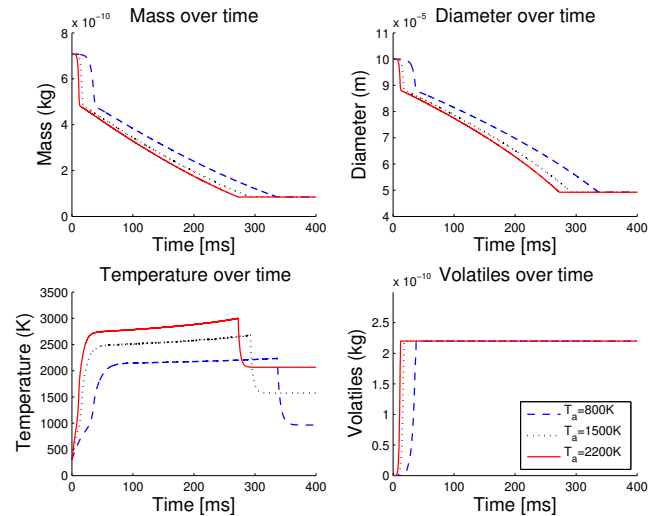 Mass over time
x 10^-10
8
6
4
2
0
Mass (kg)
0 100 200 300 400
Time [ms]
Diameter over time
x 10^-5
11
10
9
8
7
6
5
4
Diameter (m)
0 100 200 300 400
Time [ms]
Temperature over time
3500
3000
2500
2000
1500
1000
500
0
Temperature (K)
0 100 200 300 400
Time [ms]
Volatiles over time
x 10^-10
2.5
2
1.5
1
0.5
0
Volatiles (kg)
0 100 200 300 400
Time [ms]
T_a=800K
T_a=1500K
T_a=2200K